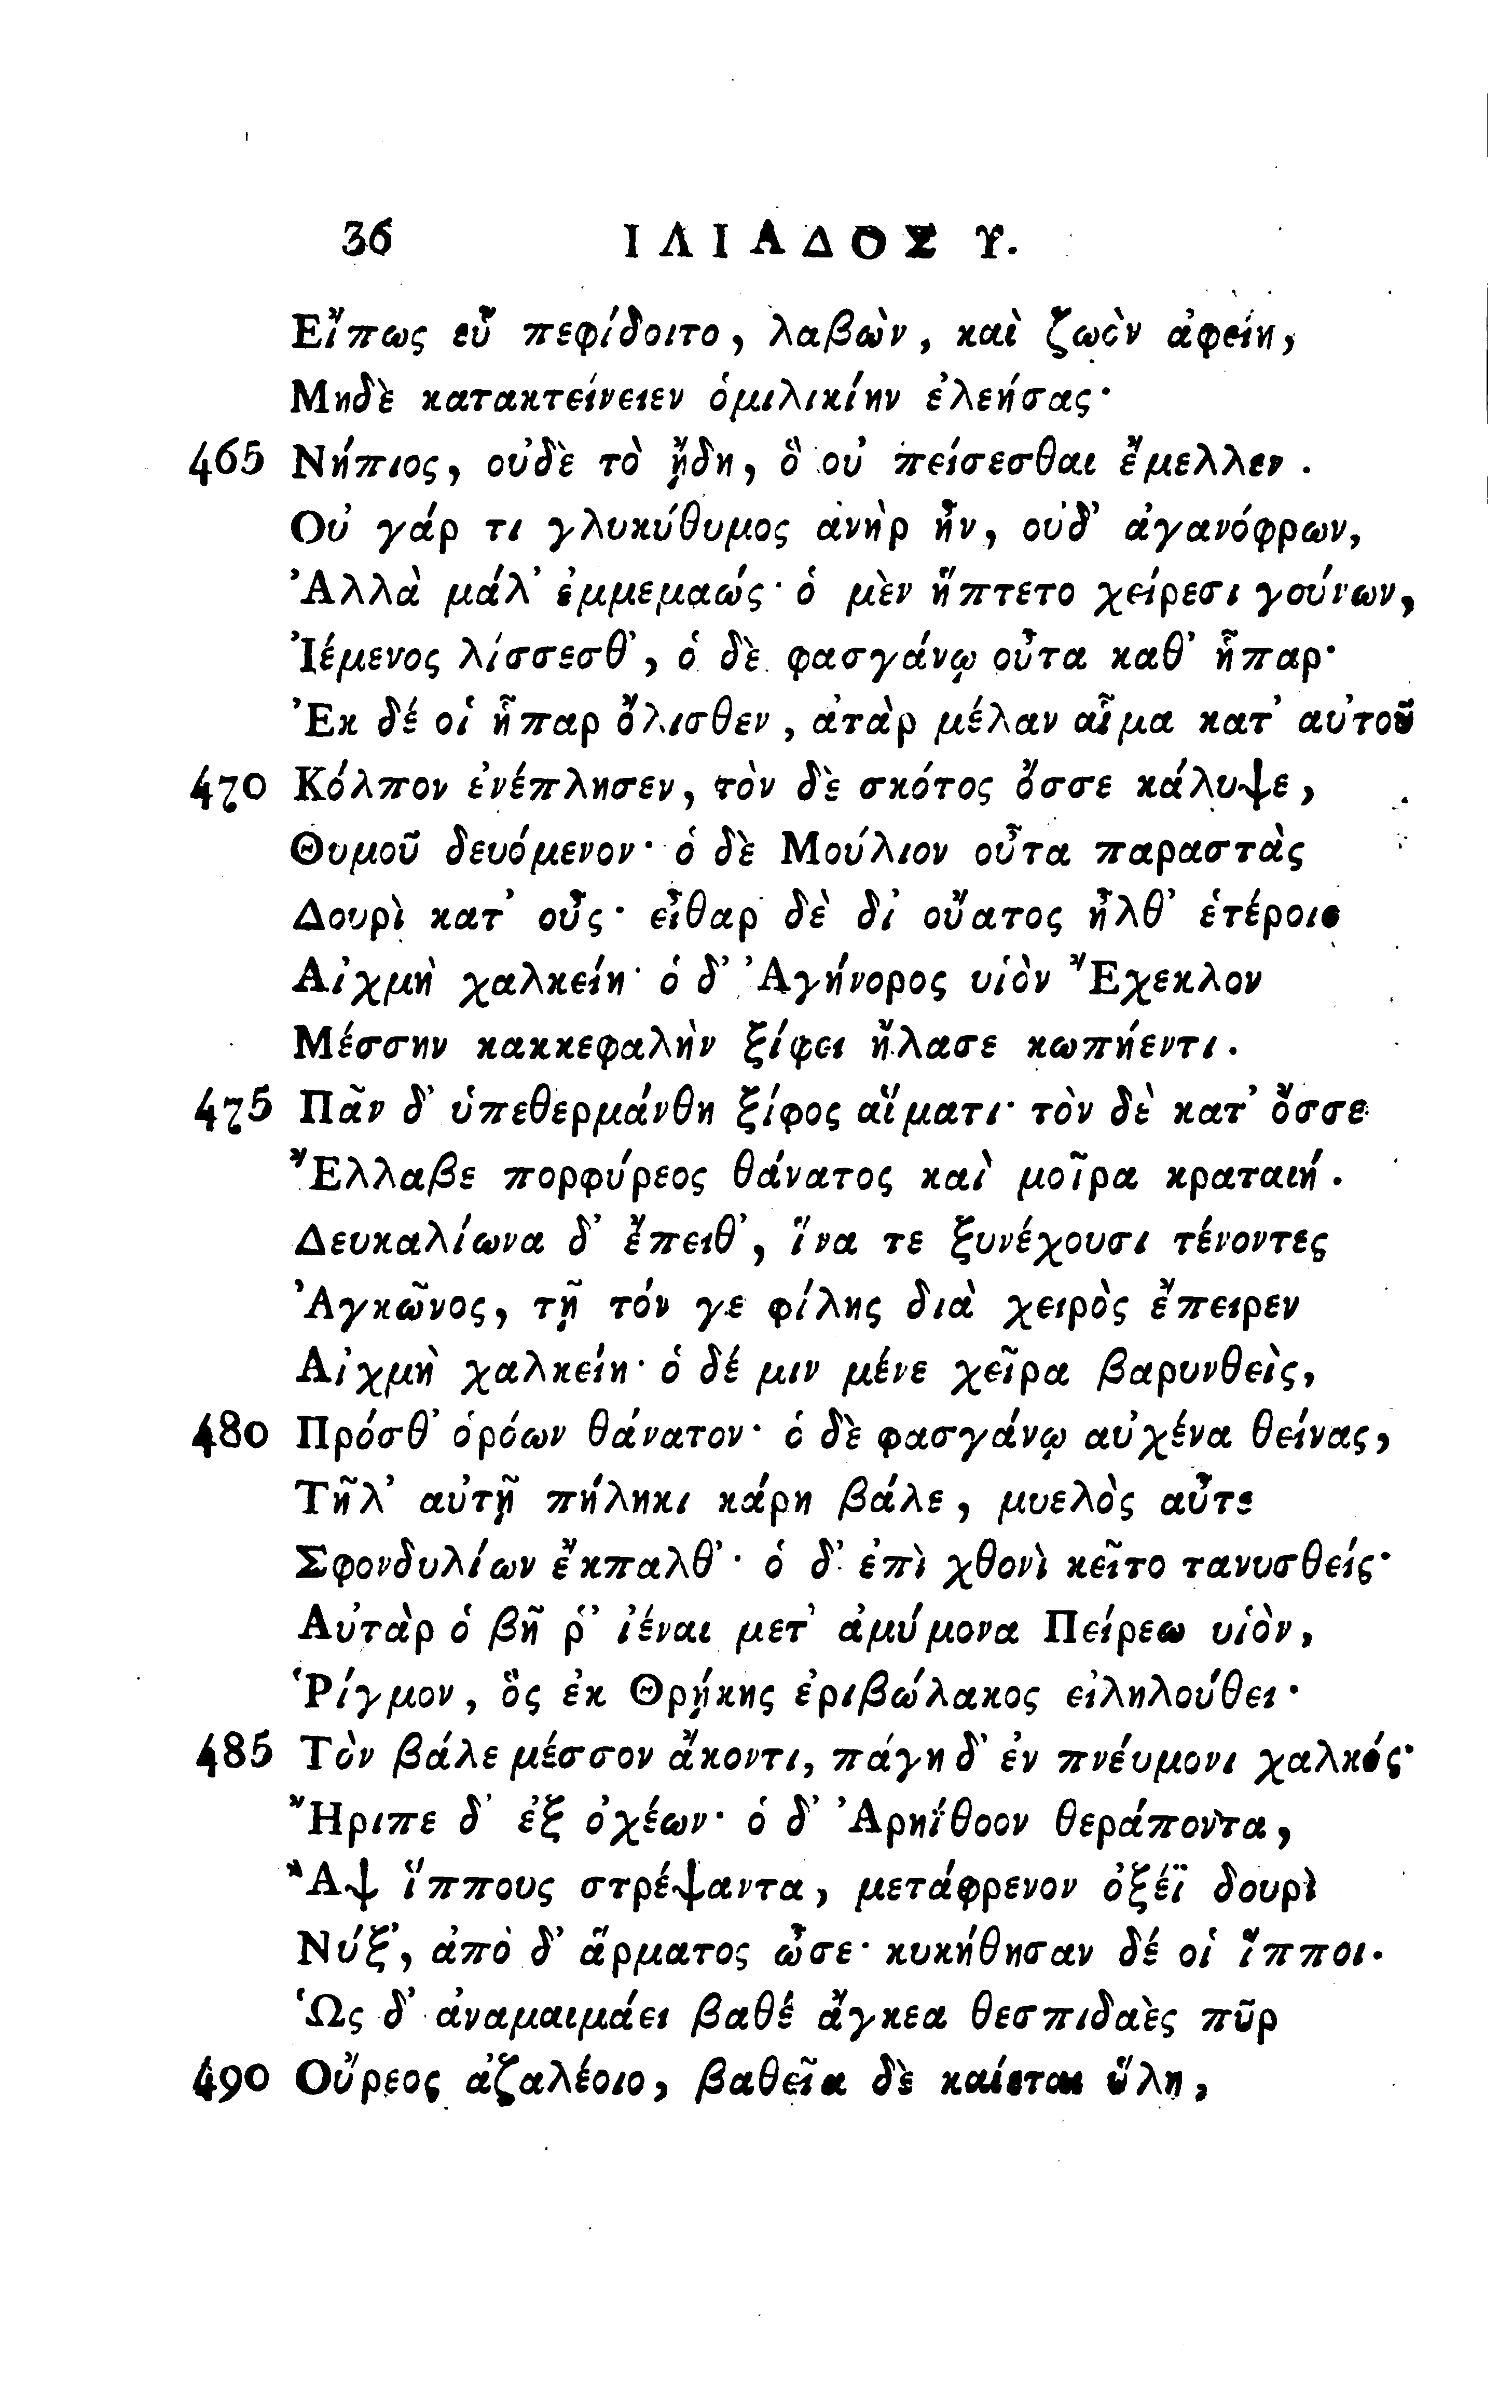 36 ΙΛΙΑΔΟΣ Υ.
Εἴπως εὖ πεφίδοιτο, λαβὼν, καὶ ζωὸν ἀφείη,
Μηδὲ κατακτείνειεν ὁμιλικίην ἐλεήσας·
465 Νήπιος, οὐδὲ τὸ ᾔδη, ὃ οὐ πείσεσθαι ἔμελλεν.
Οὐ γάρ τι γλυκύθυμος ἀνὴρ ἦν, οὐδ' ἀγανόφρων,
Ἀλλὰ μάλ' ἐμμεμαώς· ὁ μὲν ἥπτετο χείρεσι γούνων,
Ἱέμενος λίσσεσθ', ὁ δὲ φασγάνῳ οὖτα καθ' ἧπαρ·
Ἐκ δέ οἱ ἧπαρ ὄλισθεν, ἀτὰρ μέλαν αἷμα κατ' αὐτοῦ
470 Κόλπον ἐνέπλησεν, τὸν δὲ σκότος ὄσσε κάλυψε,
Θυμοῦ δευόμενον· ὁ δὲ Μούλιον οὖτα παραστὰς
Δουρὶ κατ' οὖς· εἶθαρ δὲ δι' οὔατος ἦλθ' ἑτέροιο
Αἰχμὴ χαλκείη· ὁ δ' Ἀγήνορος υἱὸν Ἔχεκλον
Μέσσην κακκεφαλὴν ξίφει ἤλασε κωπήεντι.
475 Πᾶν δ' ὑπεθερμάνθη ξίφος αἵματι· τὸν δὲ κατ' ὄσσε
Ἔλλαβε πορφύρεος θάνατος καὶ μοῖρα κραταιή.
Δευκαλίωνα δ' ἔπειθ', ἵνα τε ξυνέχουσι τένοντες
Ἀγκῶνος, τῇ τόν γε φίλης διὰ χειρὸς ἔπειρεν
Αἰχμὴ χαλκείη· ὁ δέ μιν μένε χεῖρα βαρυνθεὶς,
480 Πρόσθ' ὁρόων θάνατον· ὁ δὲ φασγάνῳ αὐχένα θείνας,
Τῆλ' αὐτῇ πήληκι κάρη βάλε, μυελὸς αὖτε
Σφονδυλίων ἔκπαλθ'· ὁ δ' ἐπὶ χθονὶ κεῖτο τανυσθείς·
Αὐτὰρ ὁ βῆ ῥ' ἰέναι μετ' ἀμύμονα Πείρεω υἱὸν,
Ῥίγμον, ὃς ἐκ Θρῄκης ἐριβώλακος εἰληλούθει·
485 Τὸν βάλε μέσσον ἄκοντι, πάγη δ' ἐν πνέυμονι χαλκός·
Ἤριπε δ' ἐξ ὀχέων· ὁ δ' Ἀρηΐθοον θεράποντα,
Ἂψ ἵππους στρέψαντα, μετάφρενον ὀξέϊ δουρὶ
Νύξ', ἀπὸ δ' ἅρματος ὦσε· κυκήθησαν δέ οἱ ἵπποι.
Ὡς δ' ἀναμαιμάει βαθέ ἄγκεα θεσπιδαὲς πῦρ
490 Οὔρεος ἀζαλέοιο, βαθεῖα δὲ καίεται ὕλη,